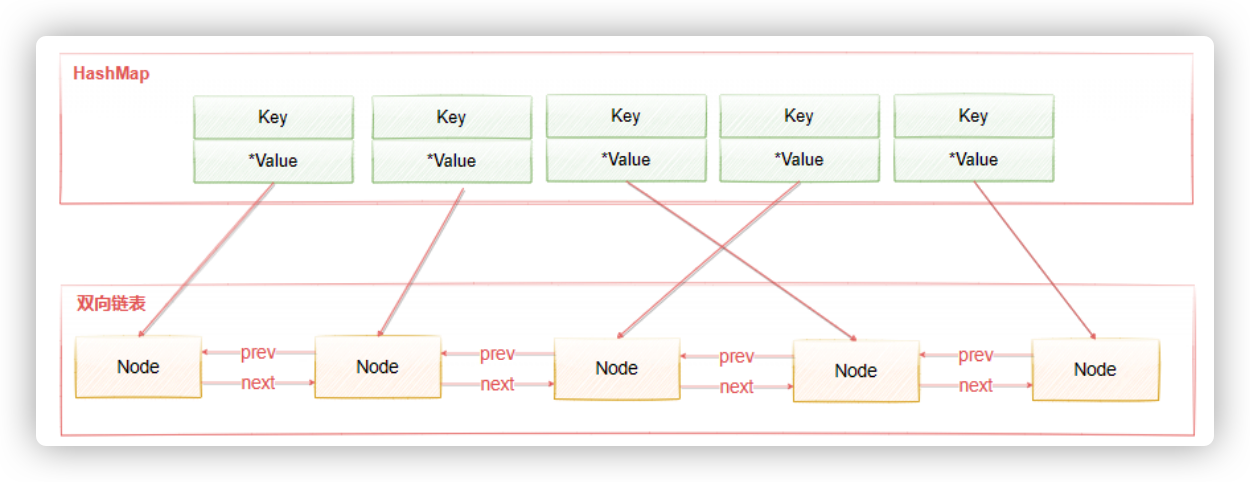 HashMap
Key Key Key Key Key
*Value *Value *Value *Value *Value
双向链表
prev prev prev prev
Node Node Node Node Node
next next next next